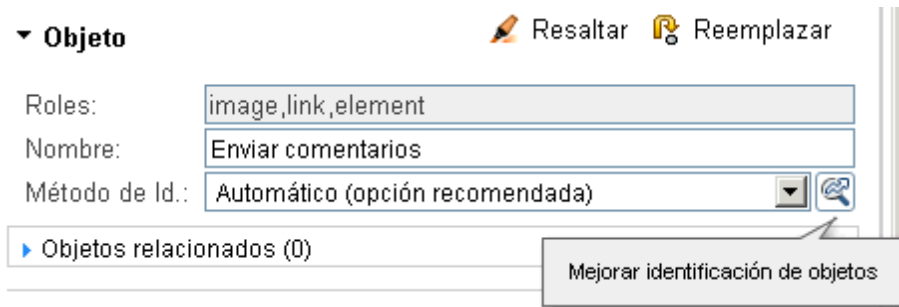 Objeto
Resaltar
Reemplazar
Roles:
image,link,element
Nombre:
Enviar comentarios
Método de Id.:
Automático (opción recomendada)
Objetos relacionados (0)
Mejorar identificación de objetos